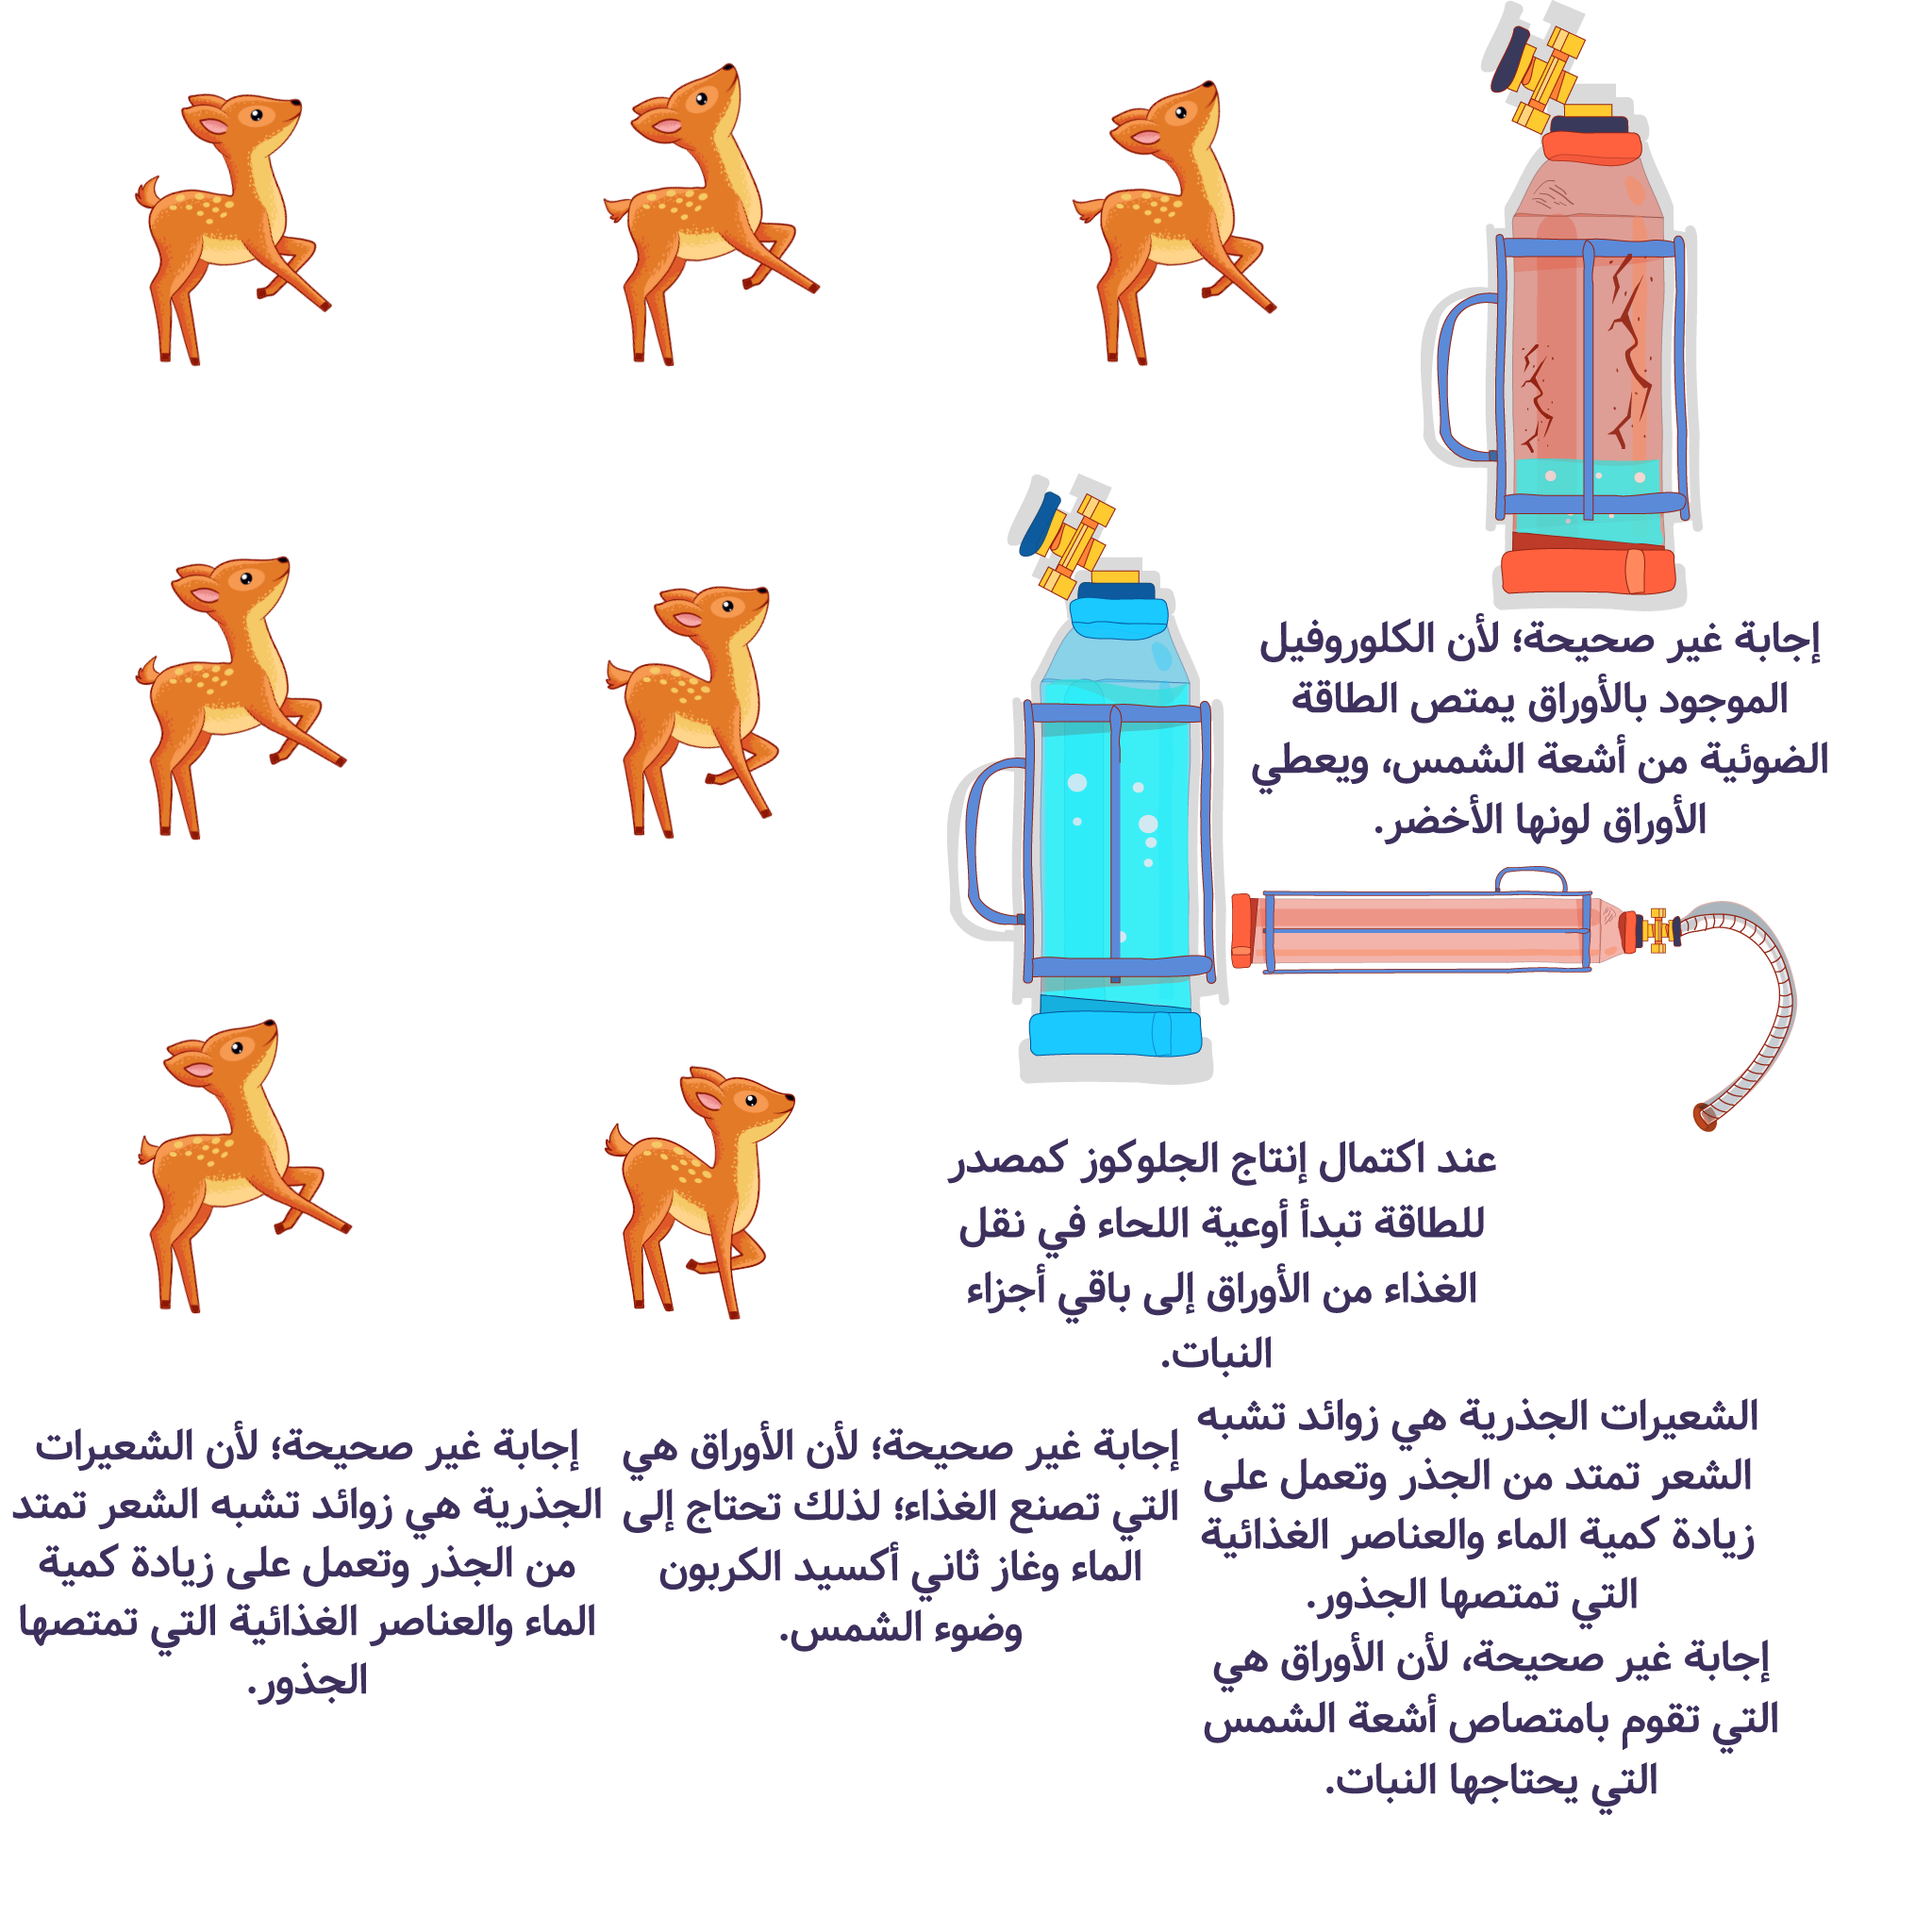 إجابة غير صحيحة؛ لأن الكلوروفيل
الموجود بالأوراق يمتص الطاقة
الضوئية من أشعة الشمس، ويعطي
الأوراق لونها الأخضر.
عند اكتمال إنتاج الجلوكوز كمصدر
للطاقة تبدأ أوعية اللحاء في نقل
الغذاء من الأوراق إلى باقي أجزاء
النبات.
الشعيرات الجذرية هي زوائد تشبه
الشعر تمتد من الجذر وتعمل على
زيادة كمية الماء والعناصر الغذائية
التي تمتصها الجذور.
إجابة غير صحيحة، لأن الأوراق هي
التي تقوم بامتصاص أشعة الشمس
التي يحتاجها النبات.
إجابة غير صحيحة؛ لأن الأوراق هي
التي تصنع الغذاء؛ لذلك تحتاج إلى
الماء وغاز ثاني أكسيد الكربون
وضوء الشمس.
إجابة غير صحيحة؛ لأن الشعيرات
الجذرية هي زوائد تشبه الشعر تمتد
من الجذر وتعمل على زيادة كمية
الماء والعناصر الغذائية التي تمتصها
الجذور.